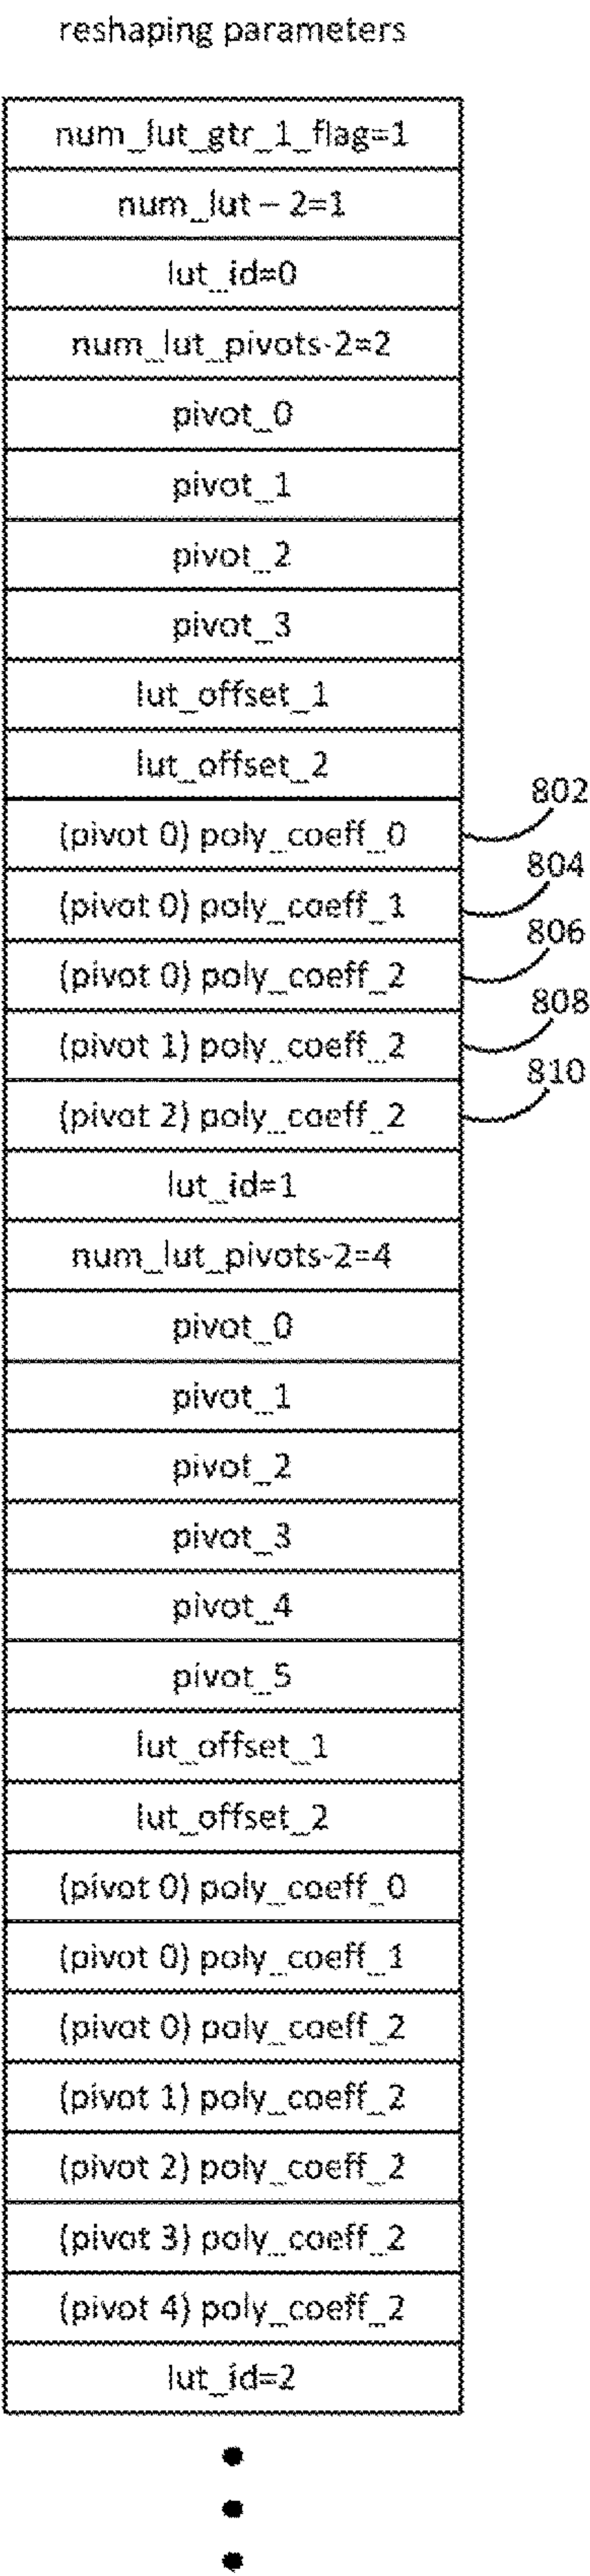 reshaping parameters
num_lut_gtr_1_flag=1
num_lut – 2=1
lut_id=0
num_lut_pivots-2=2
pivot_0
pivot_1
pivot_2
pivot_3
lut_offset_1
lut_offset_2
802
(pivot 0) poly_coeff_0
804
(pivot 0) poly_coeff_1
806
(pivot 0) poly_coeff_2
808
(pivot 1) poly_coeff_2
810
(pivot 2) poly_coeff_2
lut_id=1
num_lut_pivots-2=4
pivot_0
pivot_1
pivot_2
pivot_3
pivot_4
pivot_5
lut_offset_1
lut_offset_2
(pivot 0) poly_coeff_0
(pivot 0) poly_coeff_1
(pivot 0) poly_coeff_2
(pivot 1) poly_coeff_2
(pivot 2) poly_coeff_2
(pivot 3) poly_coeff_2
(pivot 4) poly_coeff_2
lut_id=2